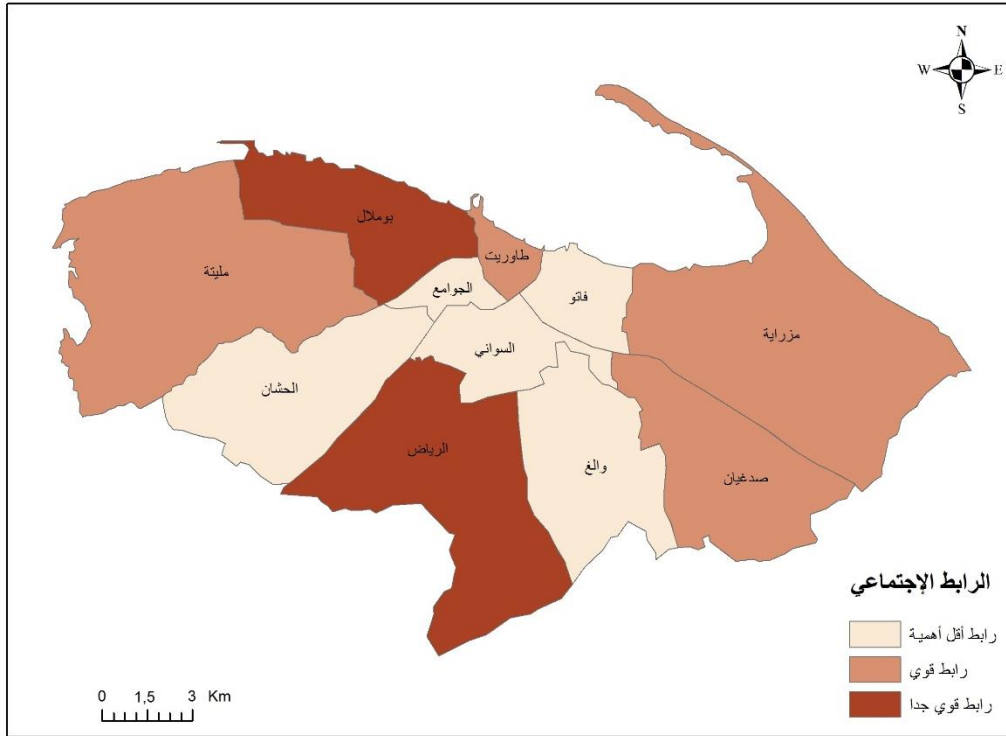 N
W E
S
بوملال
مليتة
طاوريت
الجوامع
فاتو
مزراية
السواني
الحشان
الرياض
والغ
صدغيان
الرابط الإجتماعي
رابط أقل أهمية
رابط قوي
رابط قوي جدا
0 1,5 3 Km